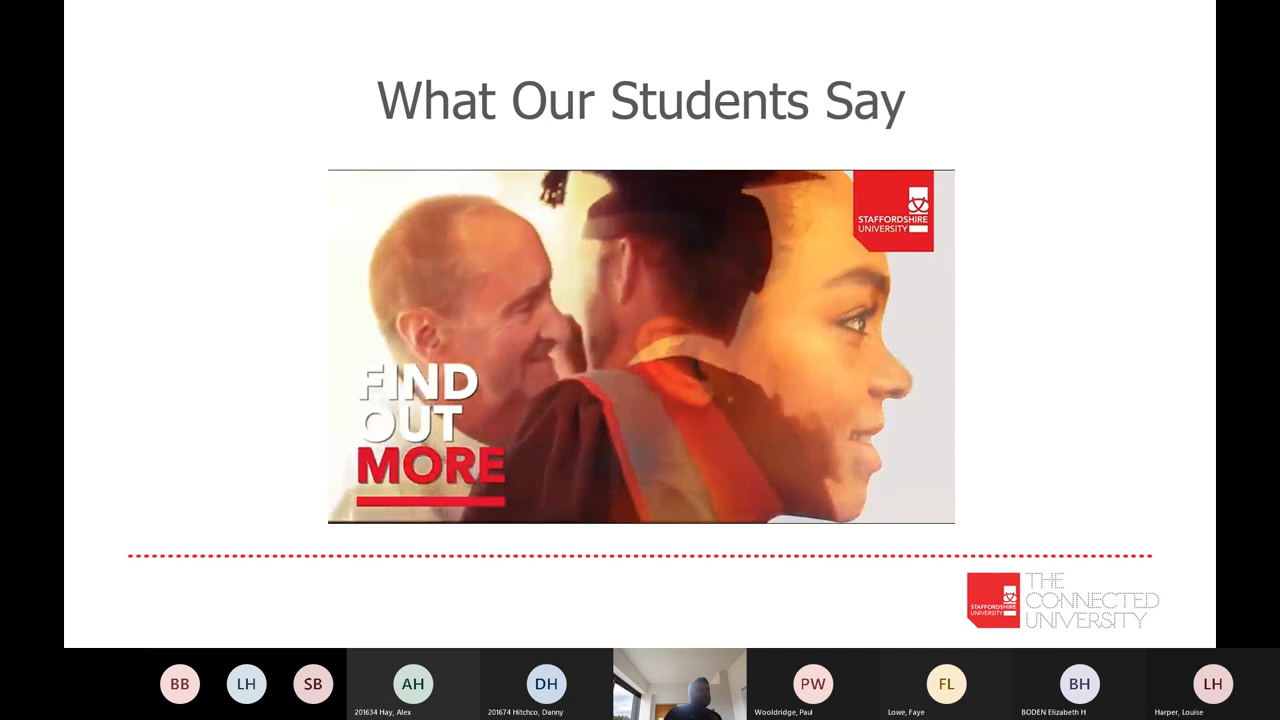 What Our Students Say
STAFFORDSHIRE
UNIVERSITY
FIND
OUT
MORE
STAFFORDSHIRE
UNIVERSITY
THE
CONNECTED
UNIVERSITY
BB
LH
SB
AH
DH
PW
FL
BH
LH
201634 Hay, Alex
201674 Hitchco, Danny
Wooldridge, Paul
Lowe, Faye
BODEN Elizabeth H
Harper, Louise